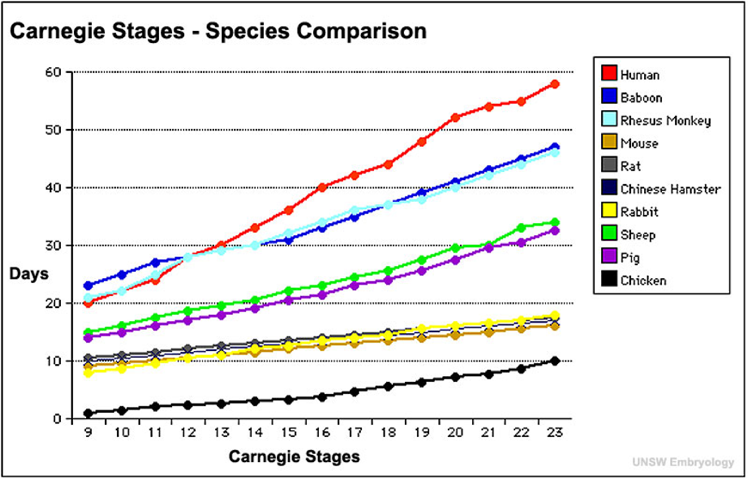 Carnegie Stages - Species Comparison
60
50
40
30
20
10
0
Days
9 10 11 12 13 14 15 16 17 18 19 20 21 22 23
Carnegie Stages
Human
Baboon
Rhesus Monkey
Mouse
Rat
Chinese Hamster
Rabbit
Sheep
Pig
Chicken
UNSW Embryology